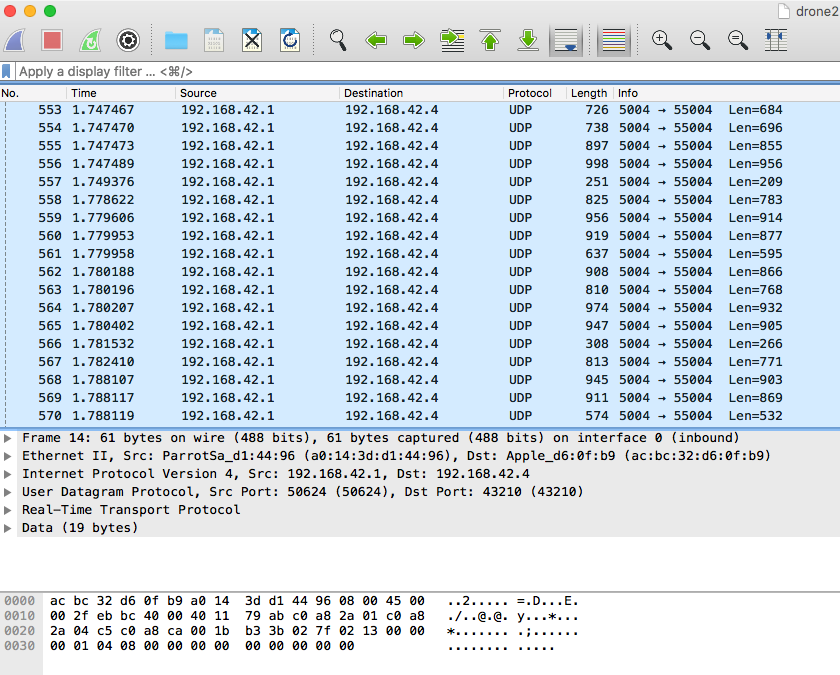 drone2
Apply a display filter ... <⌘/>
No. Time Source Destination Protocol Length Info
553 1.747467 192.168.42.1 192.168.42.4 UDP 726 5004 → 55004 Len=684
554 1.747470 192.168.42.1 192.168.42.4 UDP 738 5004 → 55004 Len=696
555 1.747473 192.168.42.1 192.168.42.4 UDP 897 5004 → 55004 Len=855
556 1.747489 192.168.42.1 192.168.42.4 UDP 998 5004 → 55004 Len=956
557 1.749376 192.168.42.1 192.168.42.4 UDP 251 5004 → 55004 Len=209
558 1.778622 192.168.42.1 192.168.42.4 UDP 825 5004 → 55004 Len=783
559 1.779606 192.168.42.1 192.168.42.4 UDP 956 5004 → 55004 Len=914
560 1.779953 192.168.42.1 192.168.42.4 UDP 919 5004 → 55004 Len=877
561 1.779958 192.168.42.1 192.168.42.4 UDP 637 5004 → 55004 Len=595
562 1.780188 192.168.42.1 192.168.42.4 UDP 908 5004 → 55004 Len=866
563 1.780196 192.168.42.1 192.168.42.4 UDP 810 5004 → 55004 Len=768
564 1.780207 192.168.42.1 192.168.42.4 UDP 974 5004 → 55004 Len=932
565 1.780402 192.168.42.1 192.168.42.4 UDP 947 5004 → 55004 Len=905
566 1.781532 192.168.42.1 192.168.42.4 UDP 308 5004 → 55004 Len=266
567 1.782410 192.168.42.1 192.168.42.4 UDP 813 5004 → 55004 Len=771
568 1.788107 192.168.42.1 192.168.42.4 UDP 945 5004 → 55004 Len=903
569 1.788117 192.168.42.1 192.168.42.4 UDP 911 5004 → 55004 Len=869
570 1.788119 192.168.42.1 192.168.42.4 UDP 574 5004 → 55004 Len=532
Frame 14: 61 bytes on wire (488 bits), 61 bytes captured (488 bits) on interface 0 (inbound)
Ethernet II, Src: ParrotSa_d1:44:96 (a0:14:3d:d1:44:96), Dst: Apple_d6:0f:b9 (ac:bc:32:d6:0f:b9)
Internet Protocol Version 4, Src: 192.168.42.1, Dst: 192.168.42.4
User Datagram Protocol, Src Port: 50624 (50624), Dst Port: 43210 (43210)
Real-Time Transport Protocol
Data (19 bytes)
0000 ac bc 32 d6 0f b9 a0 14 3d d1 44 96 08 00 45 00 ..2..... =.D...E.
0010 00 2f eb bc 40 00 40 11 79 ab c0 a8 2a 01 c0 a8 ./..@.@. y...*...
0020 2a 04 c5 c0 a8 ca 00 1b b3 3b 02 7f 02 13 00 00 *....... .;......
0030 00 01 04 08 00 00 00 00 00 00 00 00 00 ........ .....